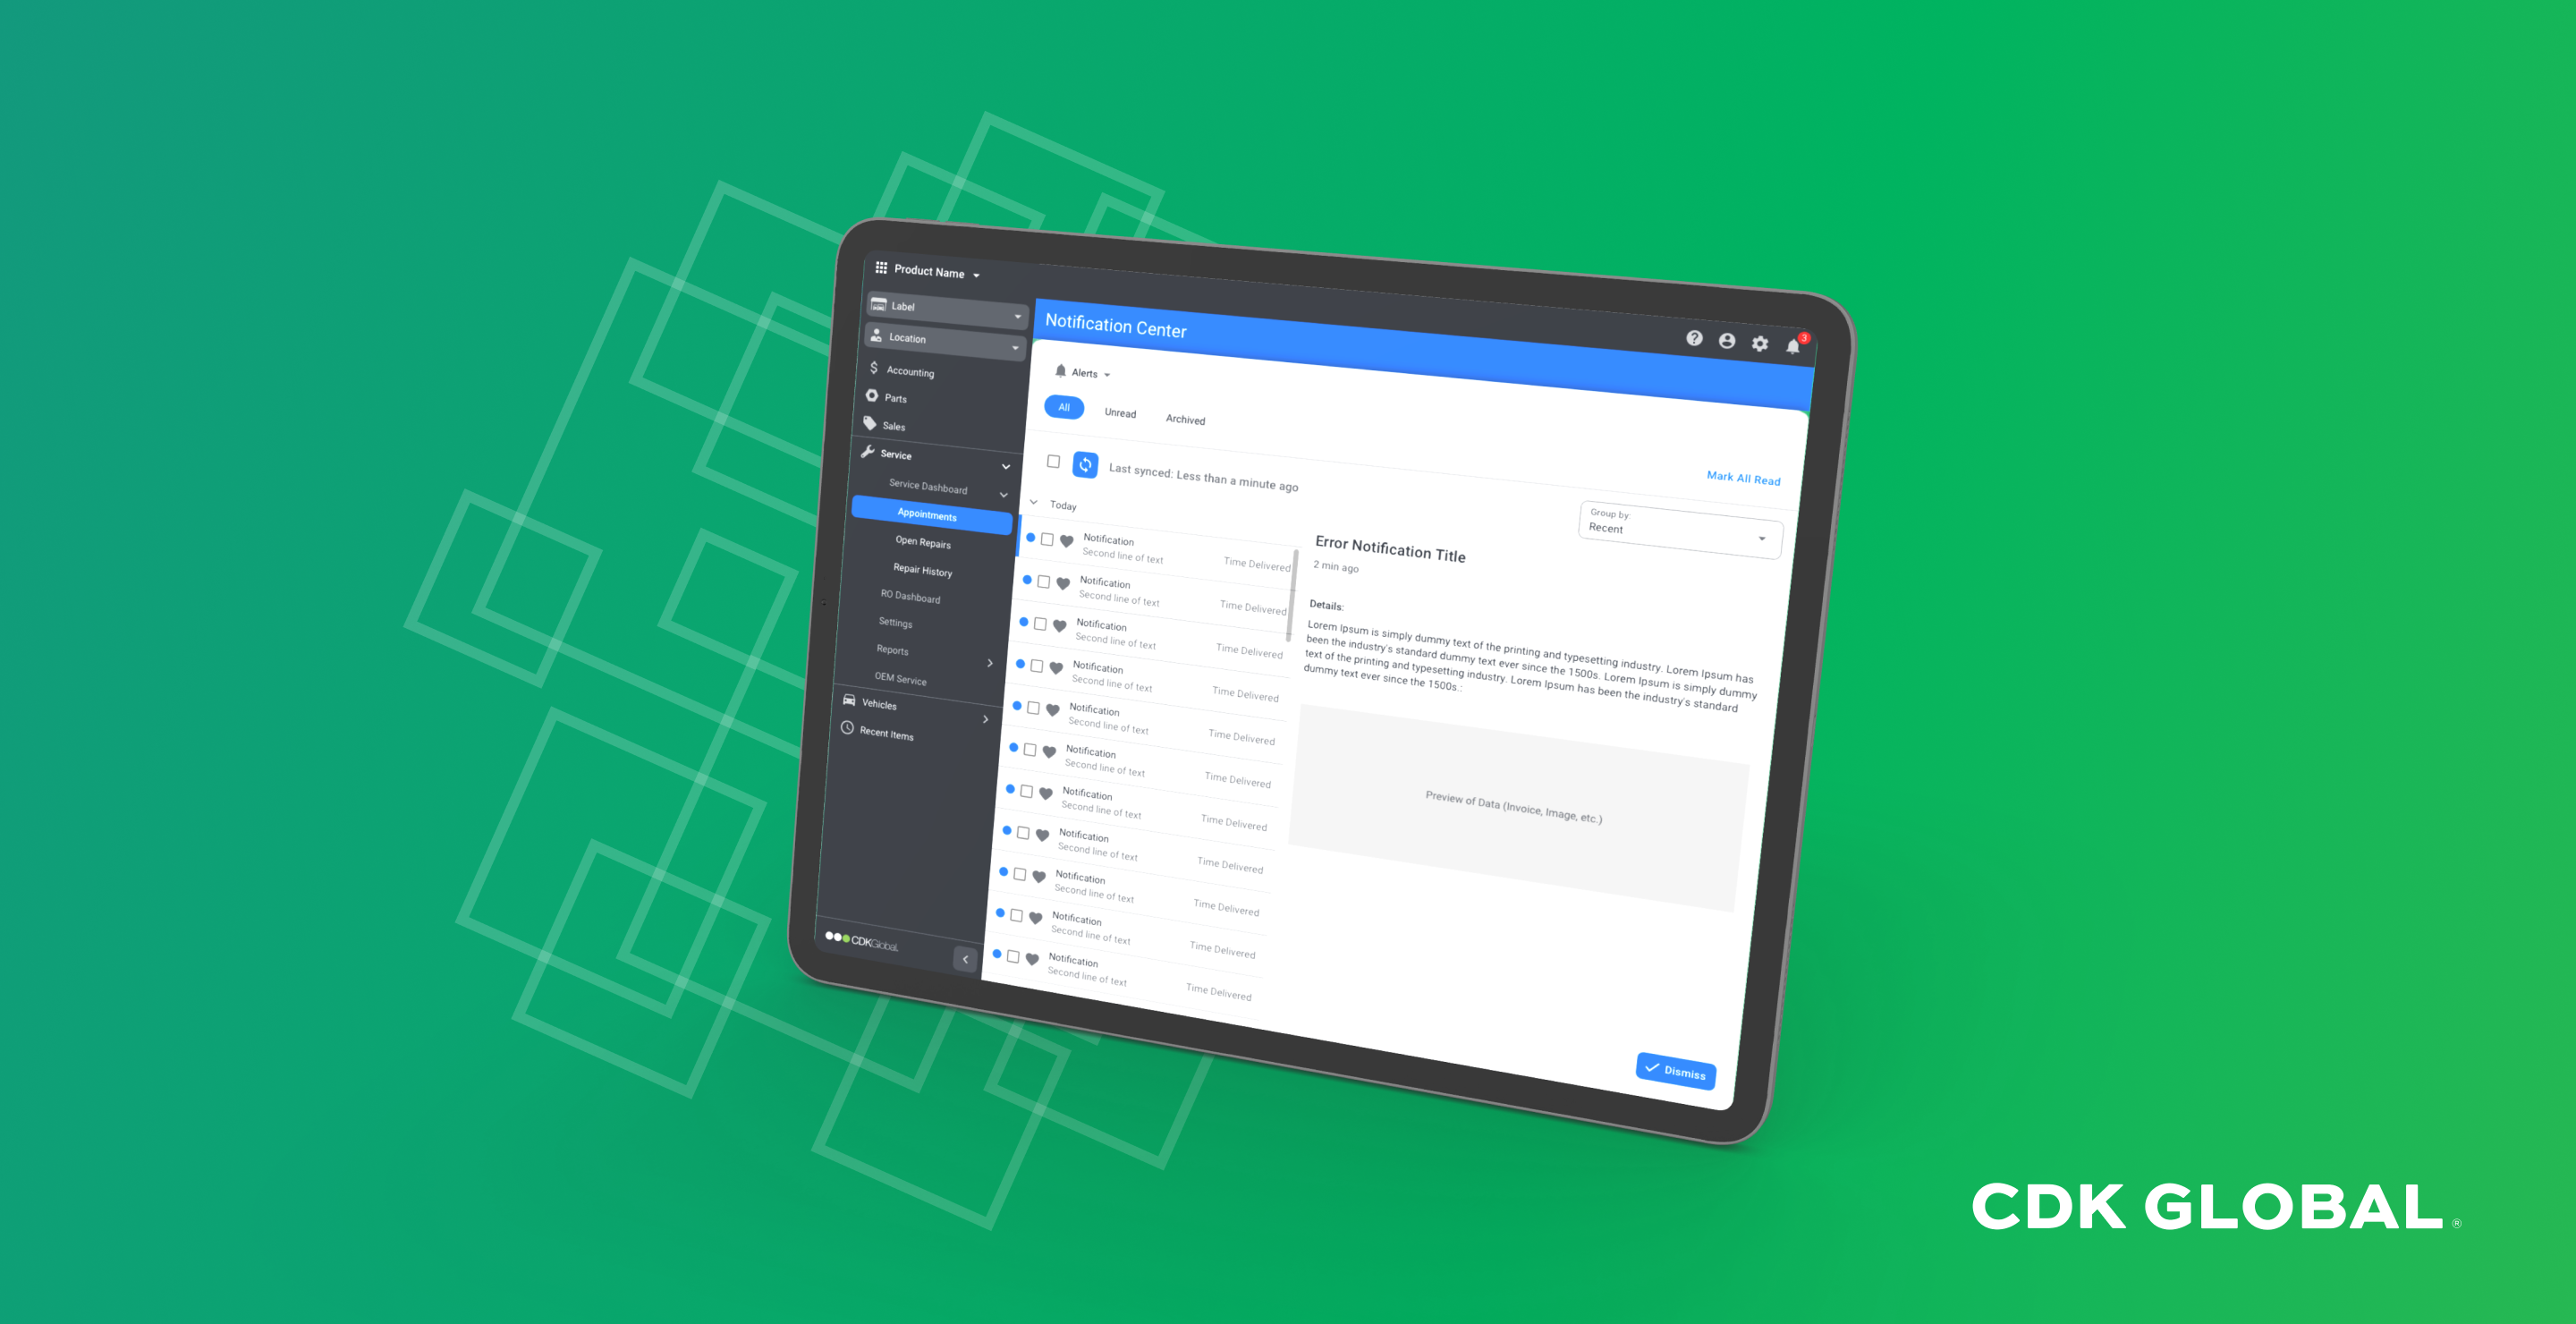 Product Name
3
Label
Location
Accounting
Parts
Sales
Service
Service Dashboard
Appointments
Open Repairs
Repair History
RO Dashboard
Settings
Reports
OEM Service
Vehicles
Recent Items
CDKGlobal.
Notification Center
Alerts
All Unread Archived
Mark All Read
Last synced: Less than a minute ago
Group by:
Recent
Today
Notification
Second line of text
Time Delivered
Notification
Second line of text
Time Delivered
Notification
Second line of text
Time Delivered
Notification
Second line of text
Time Delivered
Notification
Second line of text
Time Delivered
Notification
Second line of text
Time Delivered
Notification
Second line of text
Time Delivered
Notification
Second line of text
Time Delivered
Notification
Second line of text
Time Delivered
Notification
Second line of text
Time Delivered
Notification
Second line of text
Time Delivered
Error Notification Title
2 min ago
Details:
Lorem Ipsum is simply dummy text of the printing and typesetting industry. Lorem Ipsum has
been the industry's standard dummy text ever since the 1500s. Lorem Ipsum is simply dummy
text of the printing and typesetting industry. Lorem Ipsum has been the industry's standard
dummy text ever since the 1500s.:
Preview of Data (Invoice, Image, etc.)
Dismiss
CDK GLOBAL®